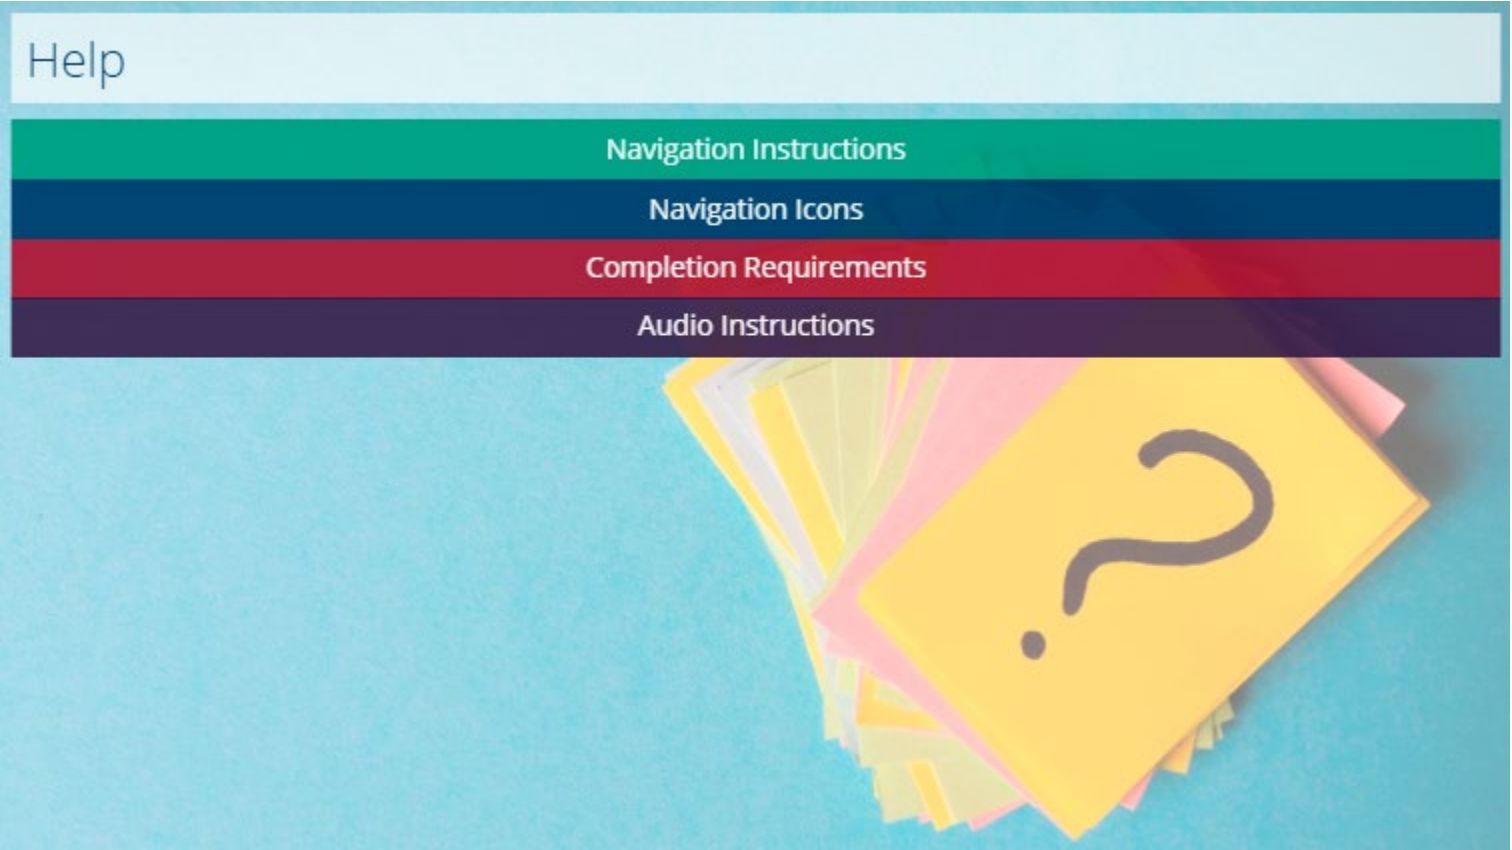 Help
Navigation Instructions
Navigation Icons
Completion Requirements
Audio Instructions
?